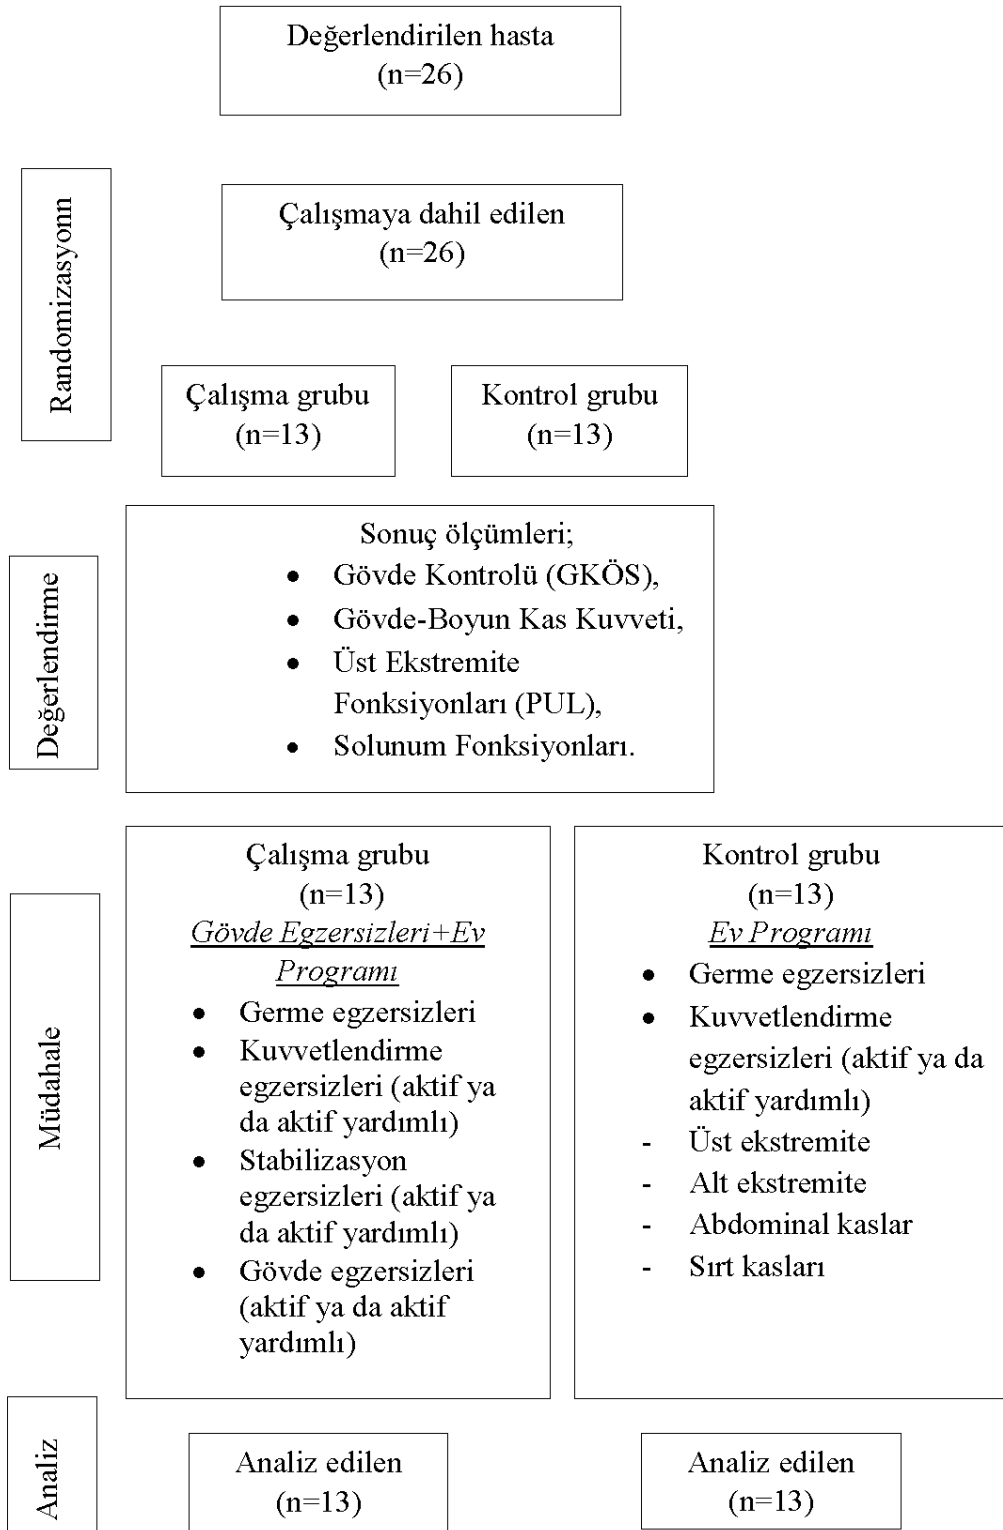 Değerlendirilen hasta
(n=26)
Randomizasyonn
Çalışmaya dahil edilen
(n=26)
Çalışma grubu
(n=13)
Kontrol grubu
(n=13)
Değerlendirme
Sonuç ölçümleri;
• Gövde Kontrolü (GKÖS),
• Gövde-Boyun Kas Kuvveti,
• Üst Ekstremite
Fonksiyonları (PUL),
• Solunum Fonksiyonları.
Müdahale
Çalışma grubu
(n=13)
Gövde Egzersizleri+Ev
Programı
• Germe egzersizleri
• Kuvvetlendirme
egzersizleri (aktif ya
da aktif yardımlı)
• Stabilizasyon
egzersizleri (aktif ya
da aktif yardımlı)
• Gövde egzersizleri
(aktif ya da aktif
yardımlı)
Kontrol grubu
(n=13)
Ev Programı
• Germe egzersizleri
• Kuvvetlendirme
egzersizleri (aktif ya da
aktif yardımlı)
- Üst ekstremite
- Alt ekstremite
- Abdominal kaslar
- Sırt kasları
Analiz
Analiz edilen
(n=13)
Analiz edilen
(n=13)